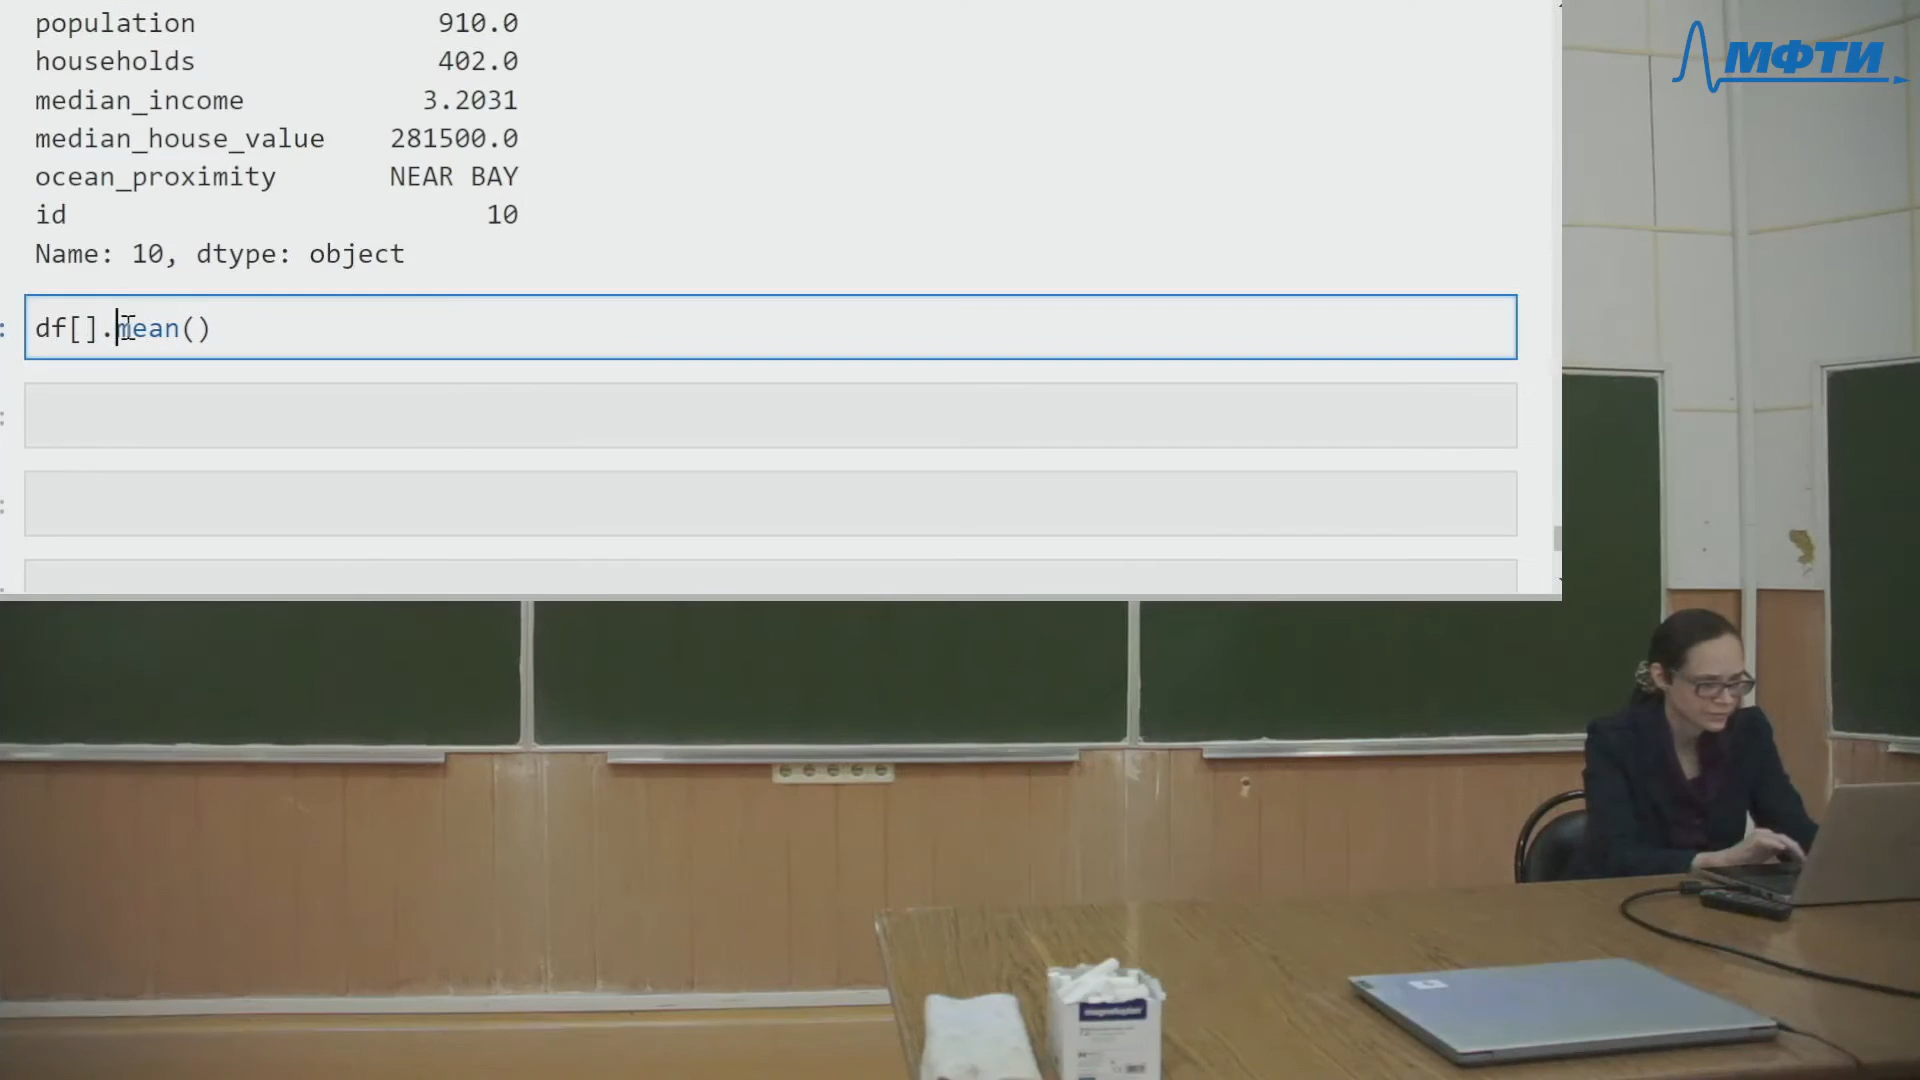 population 910.0
households 402.0
median_income 3.2031
median_house_value 281500.0
ocean_proximity NEAR BAY
id 10
Name: 10, dtype: object
df[].mean()
МФТИ